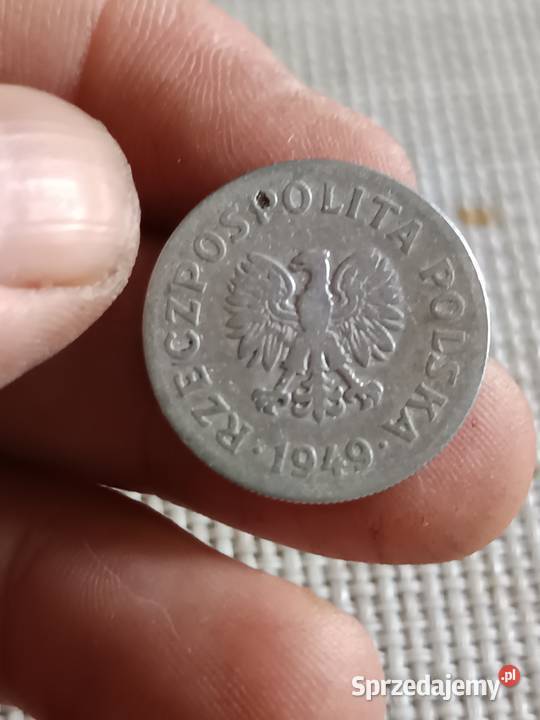 RZECZPOSPOLITA POLSKA
· 1949 ·
Sprzedajemy.pl